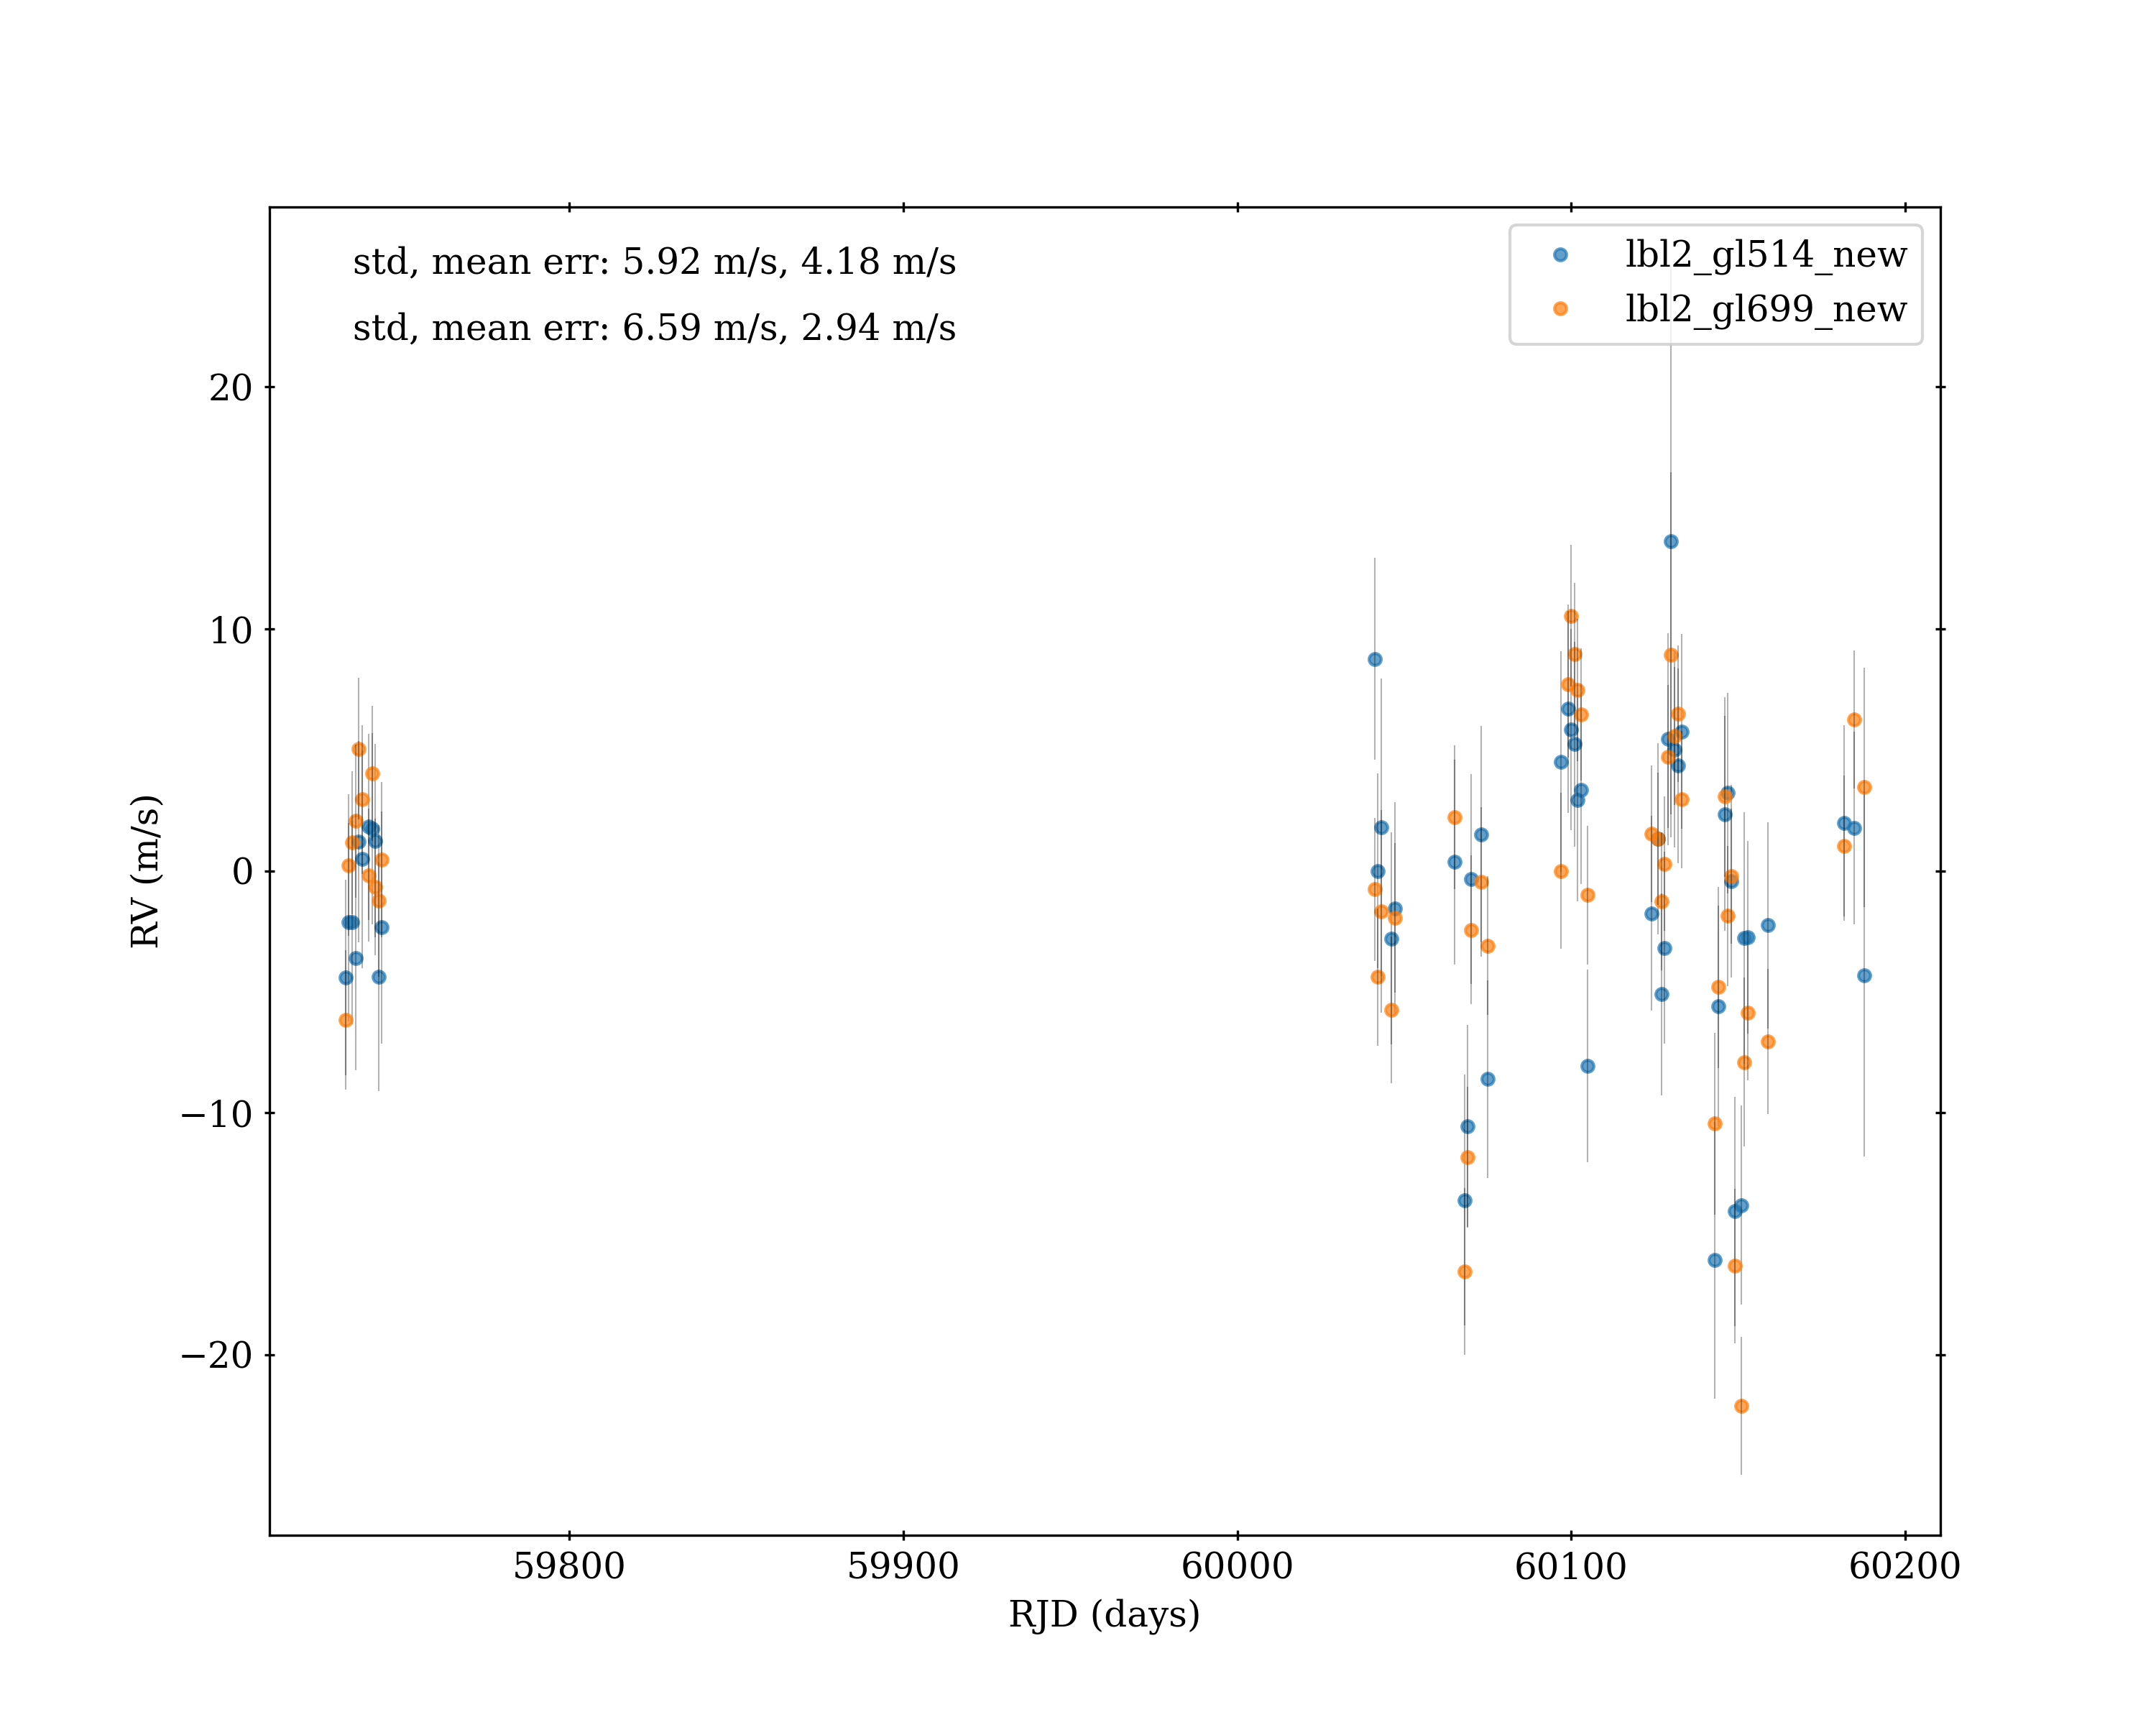 std, mean err: 5.92 m/s, 4.18 m/s
std, mean err: 6.59 m/s, 2.94 m/s
lbl2_gl514_new
lbl2_gl699_new
20
10
0
−10
−20
RV (m/s)
59800 59900 60000 60100 60200
RJD (days)